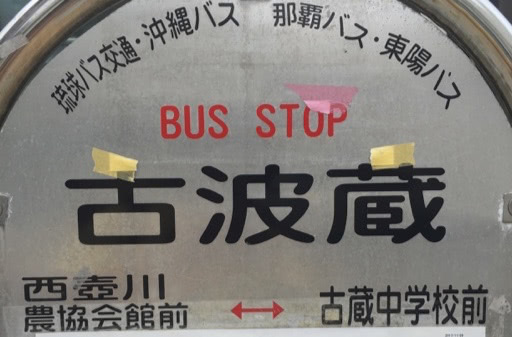 琉球バス交通・沖縄バス 那覇バス・東陽バス
BUS STOP
古波蔵
西壺川 農協会館前 ↔ 古蔵中学校前